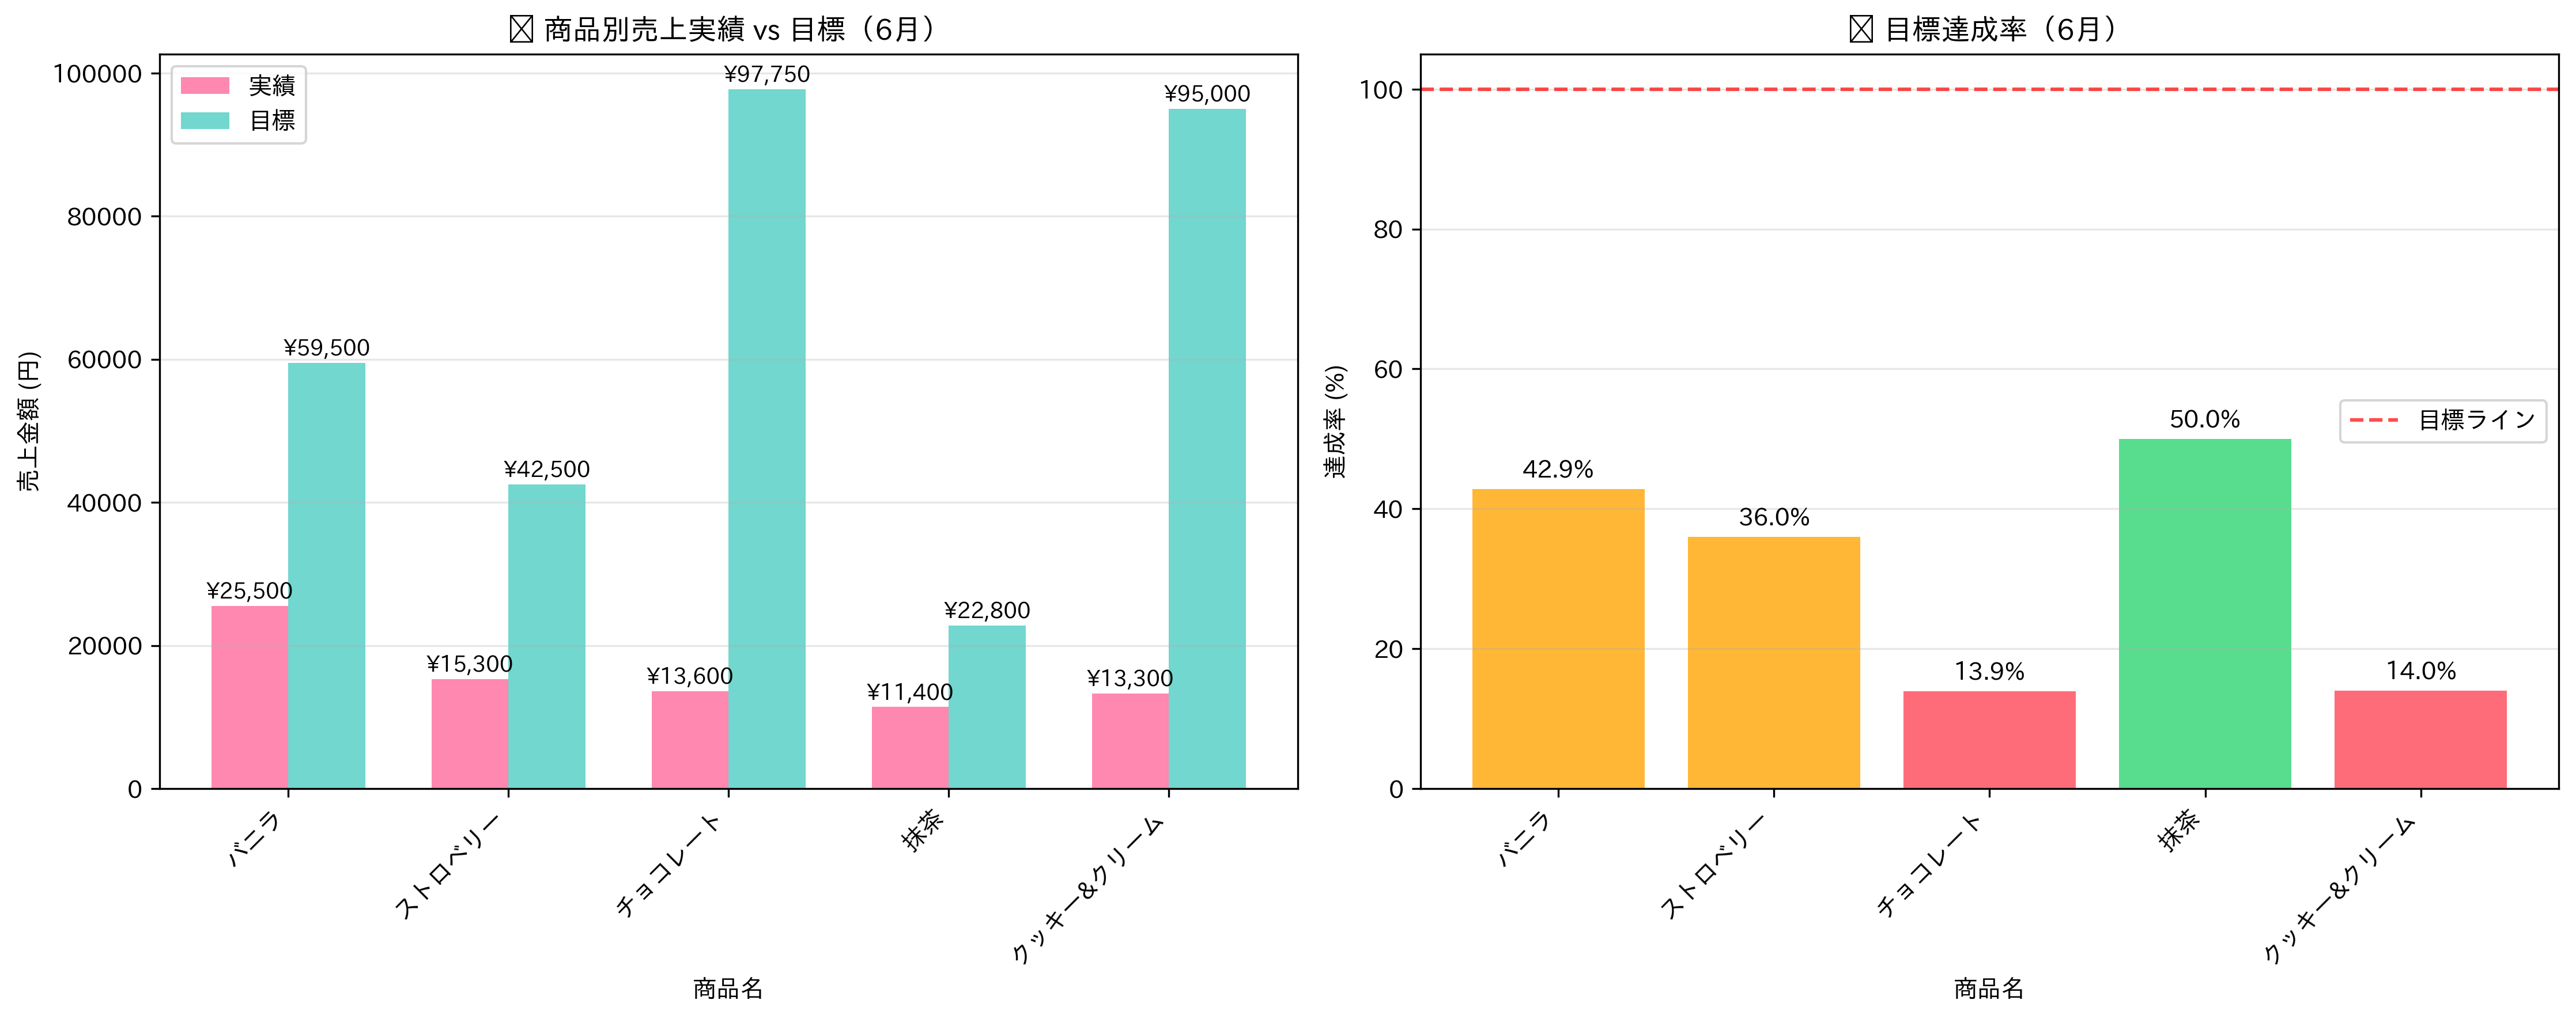 商品別売上実績 vs 目標（6月）
実績
目標
売上金額 (円)
100000
80000
60000
40000
20000
0
¥25,500
¥59,500
¥15,300
¥42,500
¥13,600
¥97,750
¥11,400
¥22,800
¥13,300
¥95,000
バニラ
ストロベリー
チョコレート
抹茶
クッキー&クリーム
商品名
目標達成率（6月）
目標ライン
達成率 (%)
100
80
60
40
20
0
42.9%
36.0%
13.9%
50.0%
14.0%
バニラ
ストロベリー
チョコレート
抹茶
クッキー&クリーム
商品名